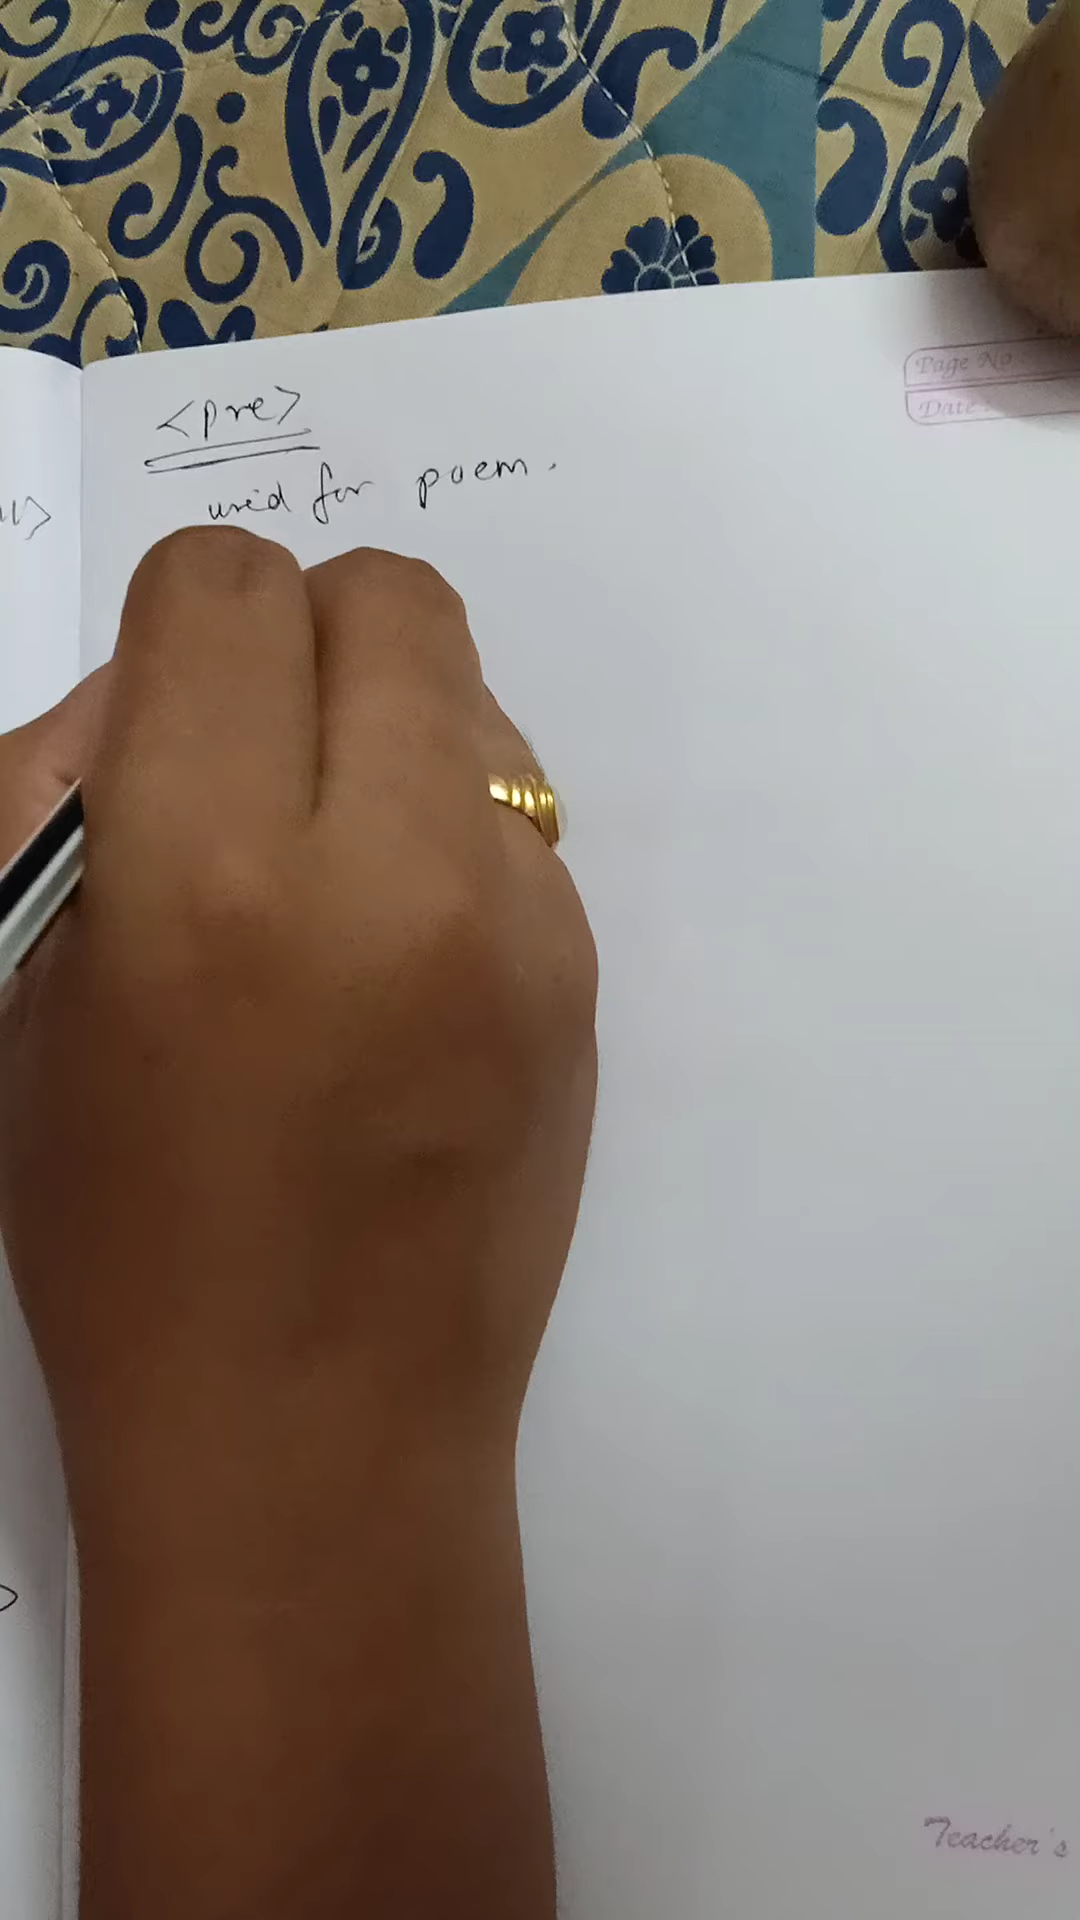 Page No
Date :
<pre>
used for poem.
Teacher's